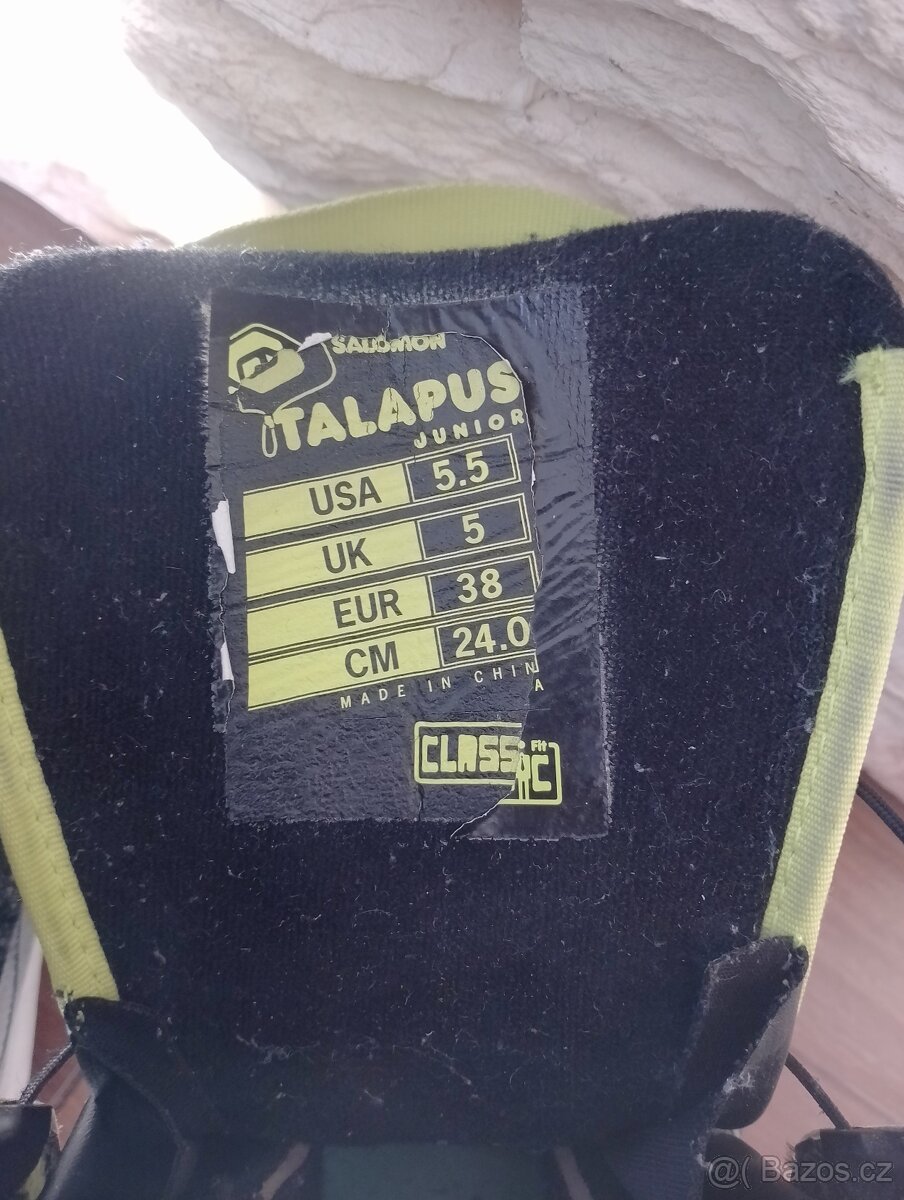 SALOMON
TALAPUS
JUNIOR
USA 5.5
UK 5
EUR 38
CM 24.0
MADE IN CHINA
CLASSIC Fit
@( Bazos.cz